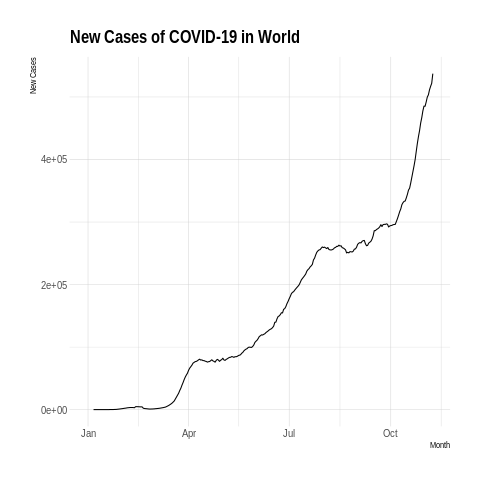 New Cases of COVID-19 in World
New Cases
4e+05
2e+05
0e+00
Jan Apr Jul Oct
Month